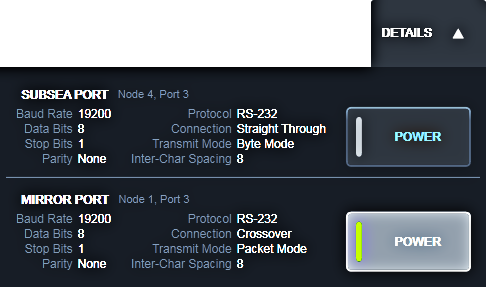 DETAILS ▲
SUBSEA PORT Node 4, Port 3
Baud Rate 19200 Protocol RS-232
Data Bits 8 Connection Straight Through
Stop Bits 1 Transmit Mode Byte Mode
Parity None Inter-Char Spacing 8
POWER
MIRROR PORT Node 1, Port 3
Baud Rate 19200 Protocol RS-232
Data Bits 8 Connection Crossover
Stop Bits 1 Transmit Mode Packet Mode
Parity None Inter-Char Spacing 8
POWER